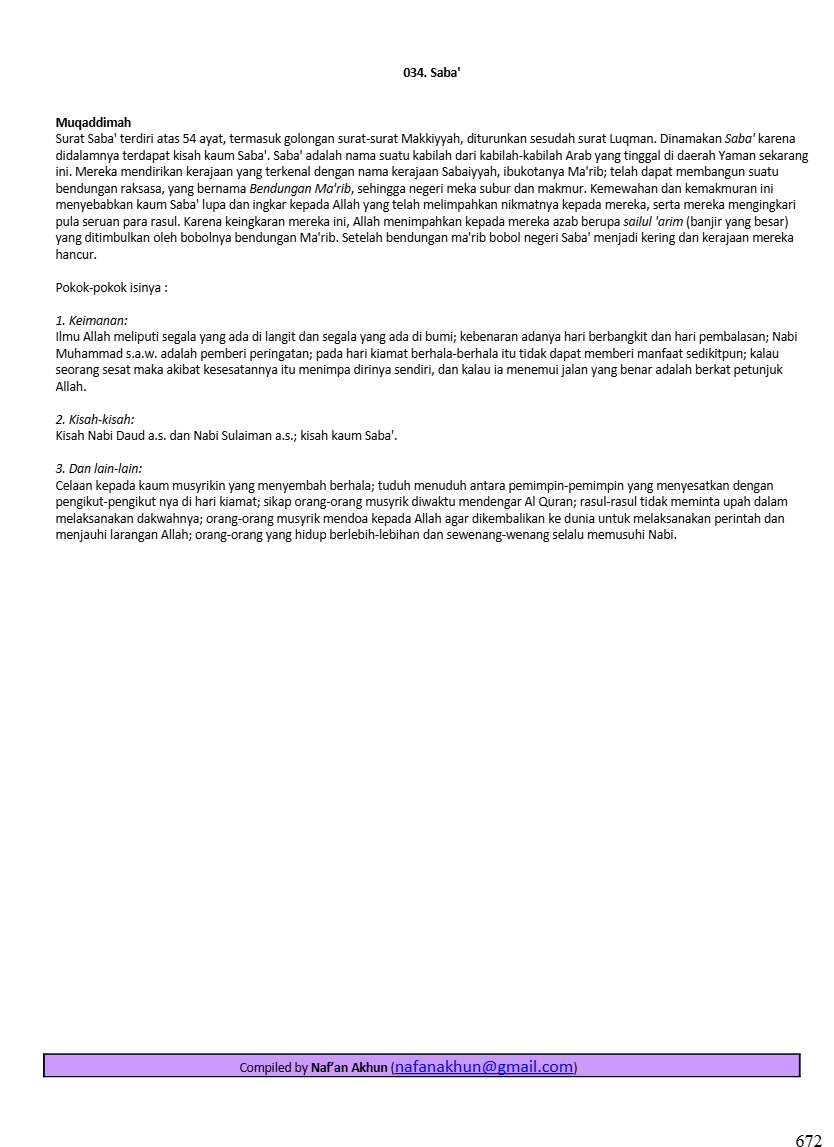 034. Saba'
Muqaddimah
Surat Saba' terdiri atas 54 ayat, termasuk golongan surat-surat Makkiyyah, diturunkan sesudah surat Luqman. Dinamakan Saba' karena
didalamnya terdapat kisah kaum Saba'. Saba' adalah nama suatu kabilah dari kabilah-kabilah Arab yang tinggal di daerah Yaman sekarang
ini. Mereka mendirikan kerajaan yang terkenal dengan nama kerajaan Sabaiyyah, ibukotanya Ma'rib; telah dapat membangun suatu
bendungan raksasa, yang bernama Bendungan Ma'rib, sehingga negeri meka subur dan makmur. Kemewahan dan kemakmuran ini
menyebabkan kaum Saba' lupa dan ingkar kepada Allah yang telah melimpahkan nikmatnya kepada mereka, serta mereka mengingkari
pula seruan para rasul. Karena keingkaran mereka ini, Allah menimpahkan kepada mereka azab berupa sailul 'arim (banjir yang besar)
yang ditimbulkan oleh bobolnya bendungan Ma'rib. Setelah bendungan ma'rib bobol negeri Saba' menjadi kering dan kerajaan mereka
hancur.
Pokok-pokok isinya :
1. Keimanan:
Ilmu Allah meliputi segala yang ada di langit dan segala yang ada di bumi; kebenaran adanya hari berbangkit dan hari pembalasan; Nabi
Muhammad s.a.w. adalah pemberi peringatan; pada hari kiamat berhala-berhala itu tidak dapat memberi manfaat sedikitpun; kalau
seorang sesat maka akibat kesesatannya itu menimpa dirinya sendiri, dan kalau ia menemui jalan yang benar adalah berkat petunjuk
Allah.
2. Kisah-kisah:
Kisah Nabi Daud a.s. dan Nabi Sulaiman a.s.; kisah kaum Saba'.
3. Dan lain-lain:
Celaan kepada kaum musyrikin yang menyembah berhala; tuduh menuduh antara pemimpin-pemimpin yang menyesatkan dengan
pengikut-pengikut nya di hari kiamat; sikap orang-orang musyrik diwaktu mendengar Al Quran; rasul-rasul tidak meminta upah dalam
melaksanakan dakwahnya; orang-orang musyrik mendoa kepada Allah agar dikembalikan ke dunia untuk melaksanakan perintah dan
menjauhi larangan Allah; orang-orang yang hidup berlebih-lebihan dan sewenang-wenang selalu memusuhi Nabi.
Compiled by Naf’an Akhun (nafanakhun@gmail.com)
672